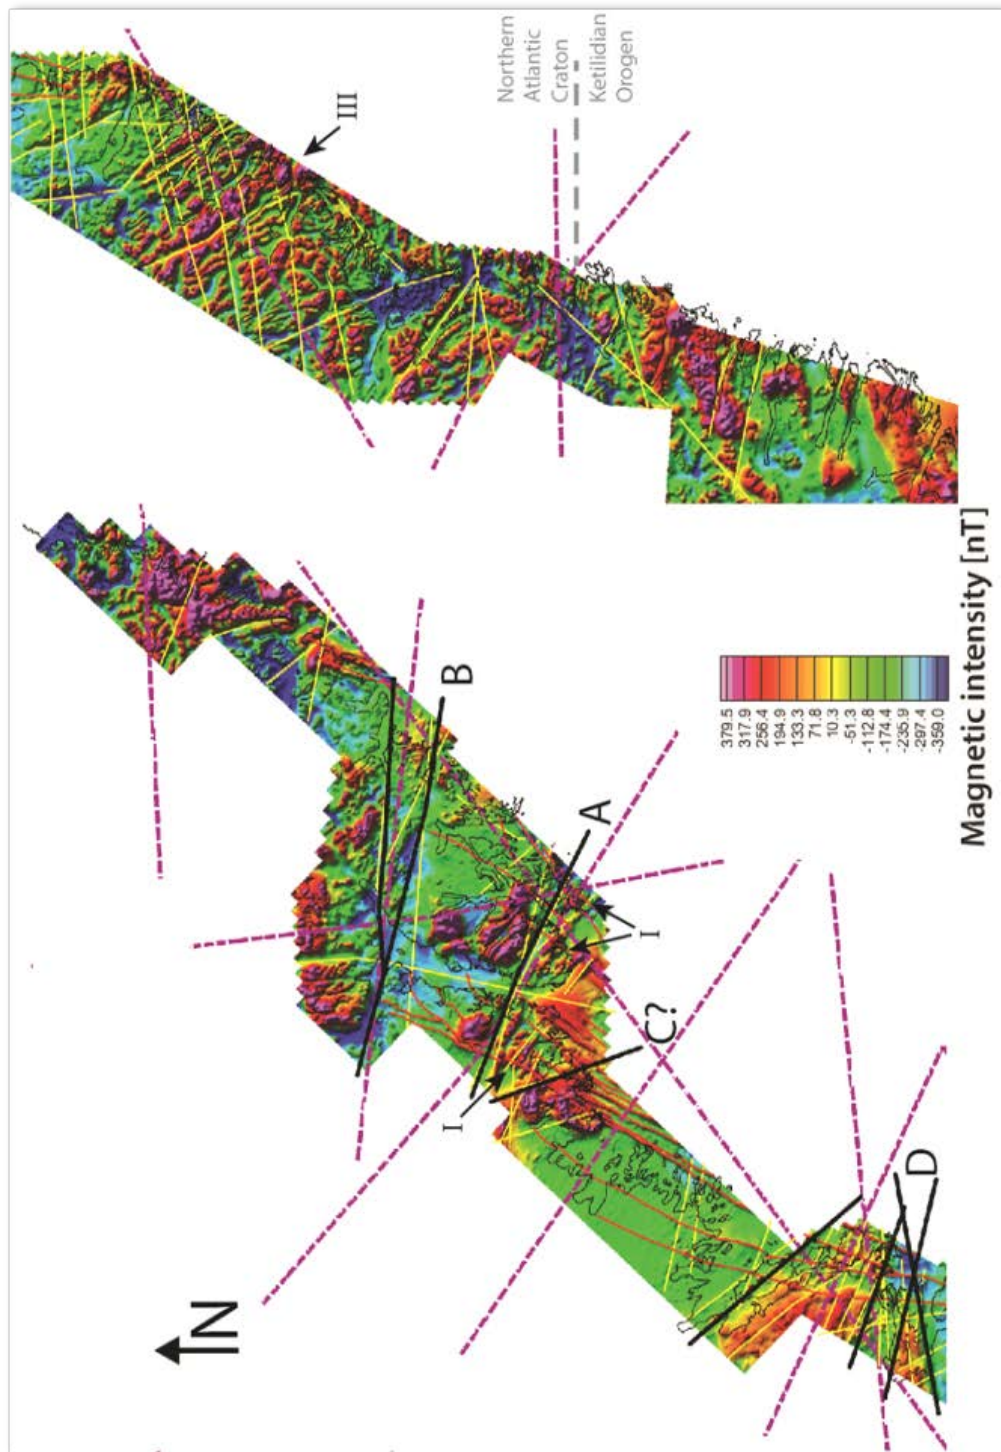 III
Northern
Atlantic
Craton
Ketilidian
Orogen
B
A
I
C?
I
D
N
379.5
317.9
256.4
194.9
133.3
71.8
10.3
-51.3
-112.8
-174.4
-235.9
-297.4
-359.0
Magnetic intensity [nT]